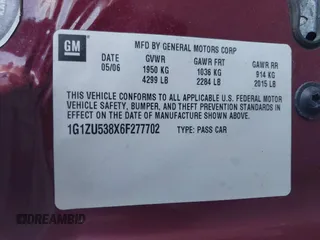 GM
MFD BY GENERAL MOTORS CORP
DATE GVWR GAWR FRT GAWR RR
05/06 1950 KG 1036 KG 914 KG
4299 LB 2284 LB 2015 LB
THIS VEHICLE CONFORMS TO ALL APPLICABLE U.S. FEDERAL MOTOR
VEHICLE SAFETY, BUMPER, AND THEFT PREVENTION STANDARDS IN
EFFECT ON THE DATE OF MANUFACTURE SHOWN ABOVE.
1G1ZU538X6F277702 TYPE: PASS CAR
DREAMBID